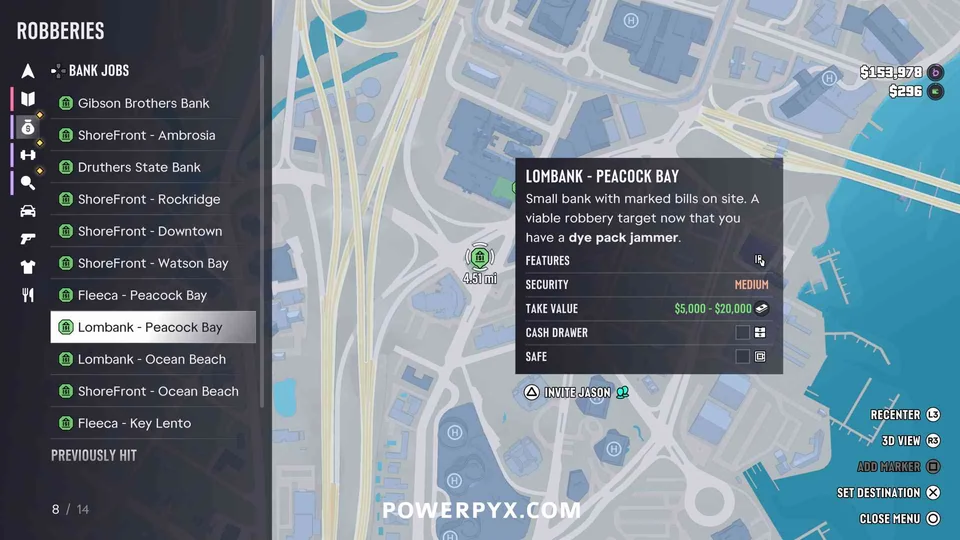 ROBBERIES
BANK JOBS
Gibson Brothers Bank
ShoreFront - Ambrosia
Druthers State Bank
ShoreFront - Rockridge
ShoreFront - Downtown
ShoreFront - Watson Bay
Fleeca - Peacock Bay
Lombank - Peacock Bay
Lombank - Ocean Beach
ShoreFront - Ocean Beach
Fleeca - Key Lento
PREVIOUSLY HIT
8 / 14
$153,978
$296
4.51 mi
LOMBANK - PEACOCK BAY
Small bank with marked bills on site. A
viable robbery target now that you
have a dye pack jammer.
FEATURES
SECURITY MEDIUM
TAKE VALUE $5,000 - $20,000
CASH DRAWER
SAFE
INVITE JASON
H
H
H
H
H
H
H
RECENTER L3
3D VIEW R3
ADD MARKER
SET DESTINATION
CLOSE MENU
POWERPYX.COM